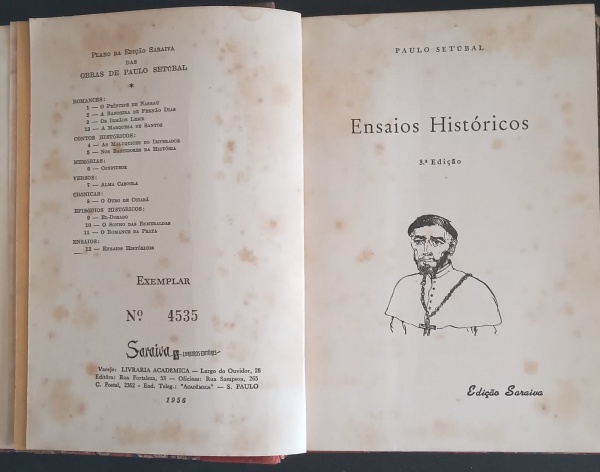 Plano da Edição Saraiva
das
OBRAS DE PAULO SETÚBAL
*
ROMANCES:
1 — O Príncipe de Nassau
2 — A Bandeira de Fernão Dias
3 — Os Irmãos Leme
13 — A Marquesa de Santos
CONTOS HISTÓRICOS:
4 — As Maluquices do Imperador
5 — Nos Bastidores da História
MEMÓRIAS:
6 — Confiteor
VERSOS:
7 — Alma Cabocla
CRÔNICAS:
8 — O Ouro de Cuiabá
EPISÓDIOS HISTÓRICOS:
9 — El-Dorado
10 — O Sonho das Esmeraldas
11 — O Romance da Prata
ENSAIOS:
12 — Ensaios Históricos
Exemplar
Nº 4535
Saraiva S.A. - LIVREIROS EDITÔRES -
Varejo: LIVRARIA ACADEMICA — Largo do Ouvidor, 28
Editôra: Rua Fortaleza, 53 — Oficinas: Rua Sampson, 265
C. Postal, 2362 - End. Teleg.: "Acadêmica" — S. PAULO
1956
PAULO SETÚBAL
Ensaios Históricos
3.ª Edição
Edição Saraiva